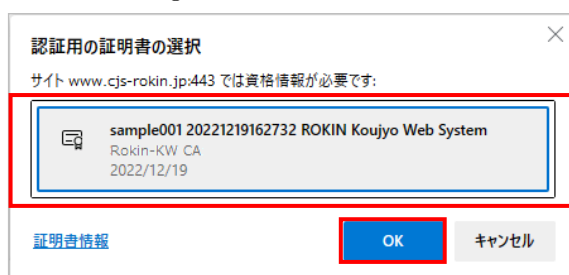 認証用の証明書の選択
サイト www.cjs-rokin.jp:443 では資格情報が必要です:
sample001 20221219162732 ROKIN Koujyo Web System
Rokin-KW CA
2022/12/19
証明書情報
OK
キャンセル